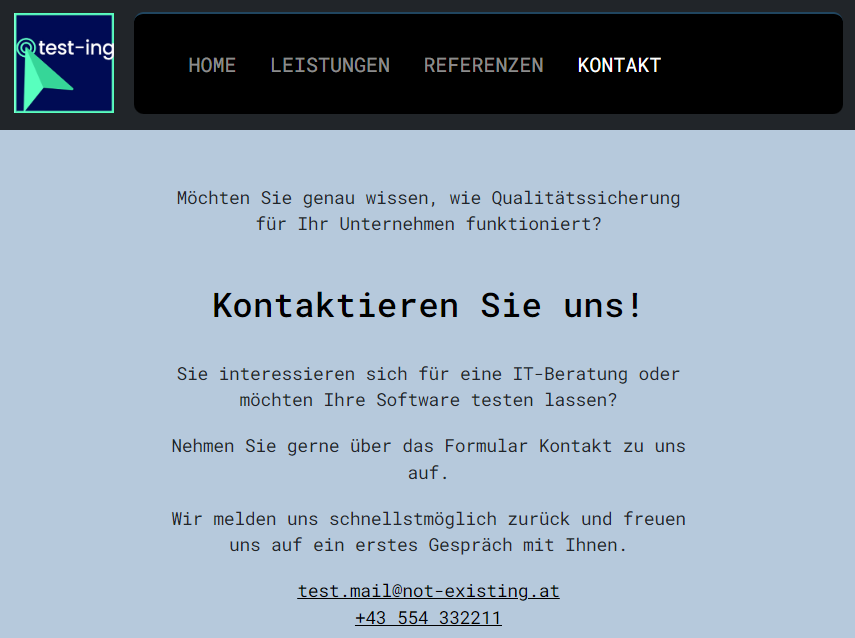 test-ing
HOME LEISTUNGEN REFERENZEN KONTAKT
Möchten Sie genau wissen, wie Qualitätssicherung
für Ihr Unternehmen funktioniert?
Kontaktieren Sie uns!
Sie interessieren sich für eine IT-Beratung oder
möchten Ihre Software testen lassen?
Nehmen Sie gerne über das Formular Kontakt zu uns
auf.
Wir melden uns schnellstmöglich zurück und freuen
uns auf ein erstes Gespräch mit Ihnen.
test.mail@not-existing.at
+43 554 332211